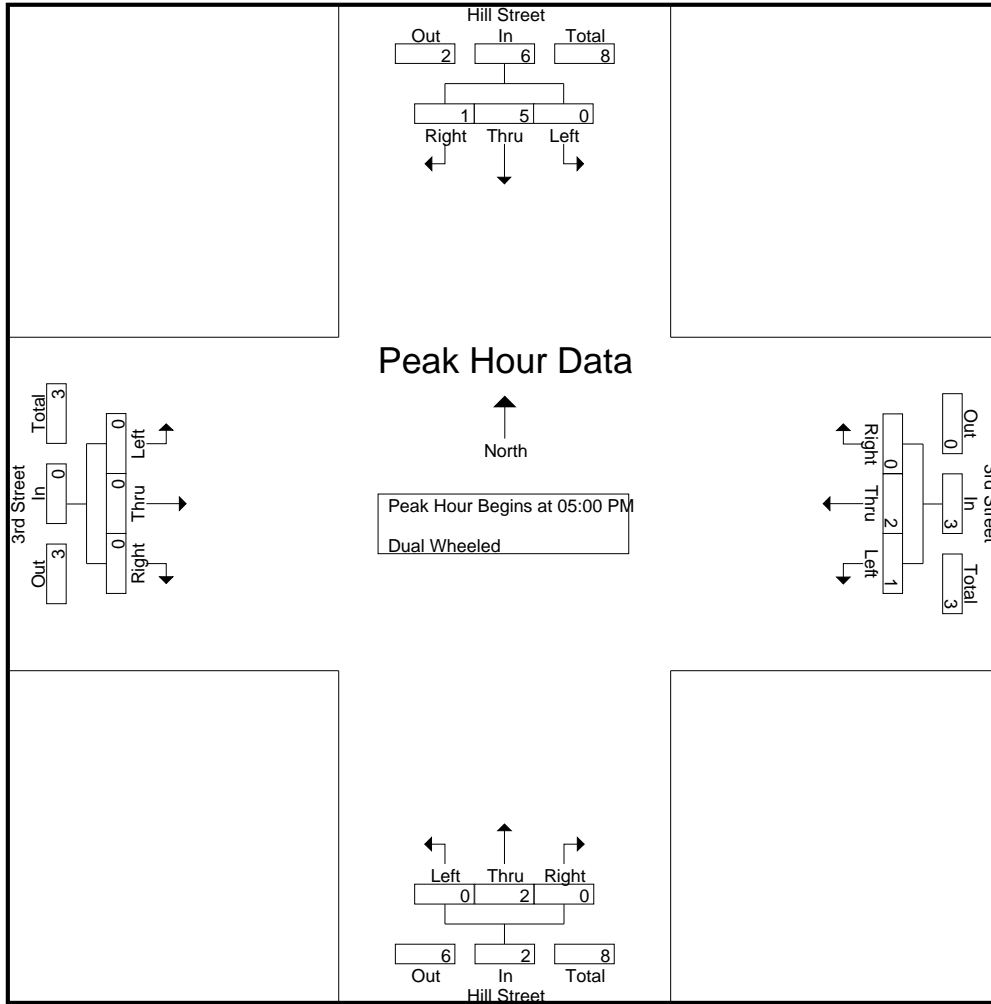 Hill Street
Out In Total
2 6 8
1 5 0
Right Thru Left
Peak Hour Data
North
Peak Hour Begins at 05:00 PM
Dual Wheeled
3rd Street
Out In Total
3 0 3
0 0 0
Right Thru Left
3rd Street
Out In Total
0 3 3
0 2 1
Right Thru Left
Left Thru Right
0 2 0
6 2 8
Out In Total
Hill Street